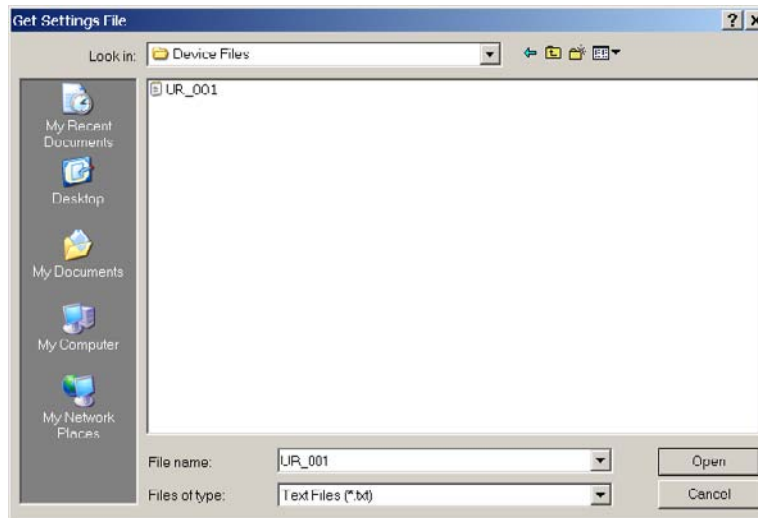 Get Settings File
Look in: Device Files
UR_001
My Recent
Documents
Desktop
My Documents
My Computer
My Network
Places
File name: UR_001 Open
Files of type: Text Files (*.txt) Cancel